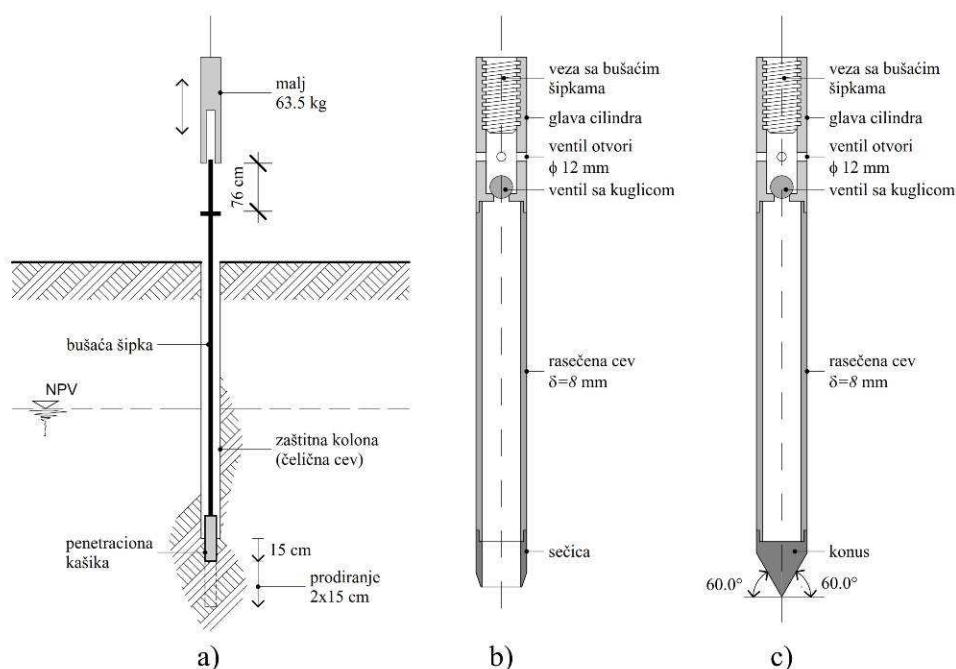 malj
63.5 kg
76 cm
bušaća šipka
NPV
zaštitna kolona
(čelična cev)
penetraciona
kašika
15 cm
prodiranje
2x15 cm
a)
veza sa bušaćim
šipkama
glava cilindra
ventil otvori
ϕ 12 mm
ventil sa kuglicom
rasečena cev
δ=8 mm
sečica
b)
veza sa bušaćim
šipkama
glava cilindra
ventil otvori
ϕ 12 mm
ventil sa kuglicom
rasečena cev
δ=8 mm
konus
60.0°
60.0°
c)